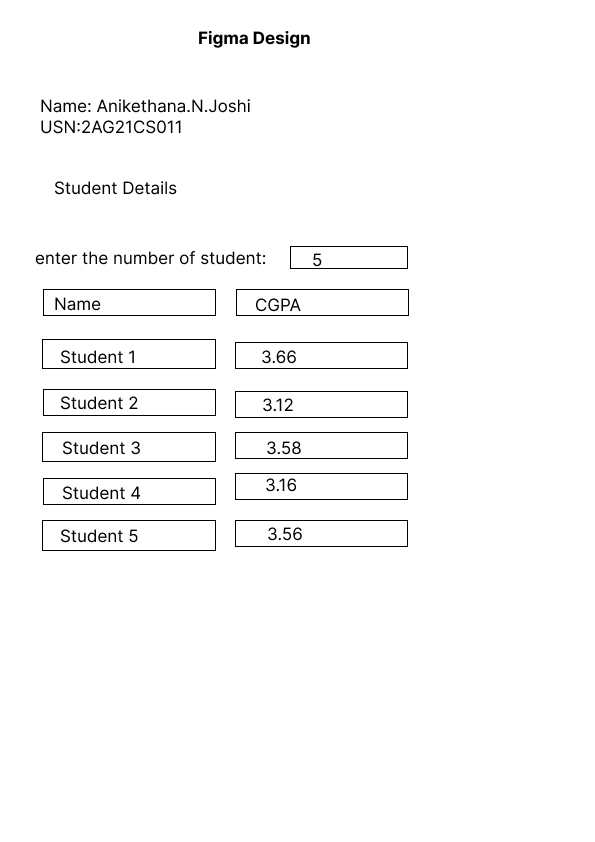 Figma Design
Name: Anikethana.N.Joshi
USN:2AG21CS011
Student Details
enter the number of student: 5
Name CGPA
Student 1 3.66
Student 2 3.12
Student 3 3.58
Student 4 3.16
Student 5 3.56